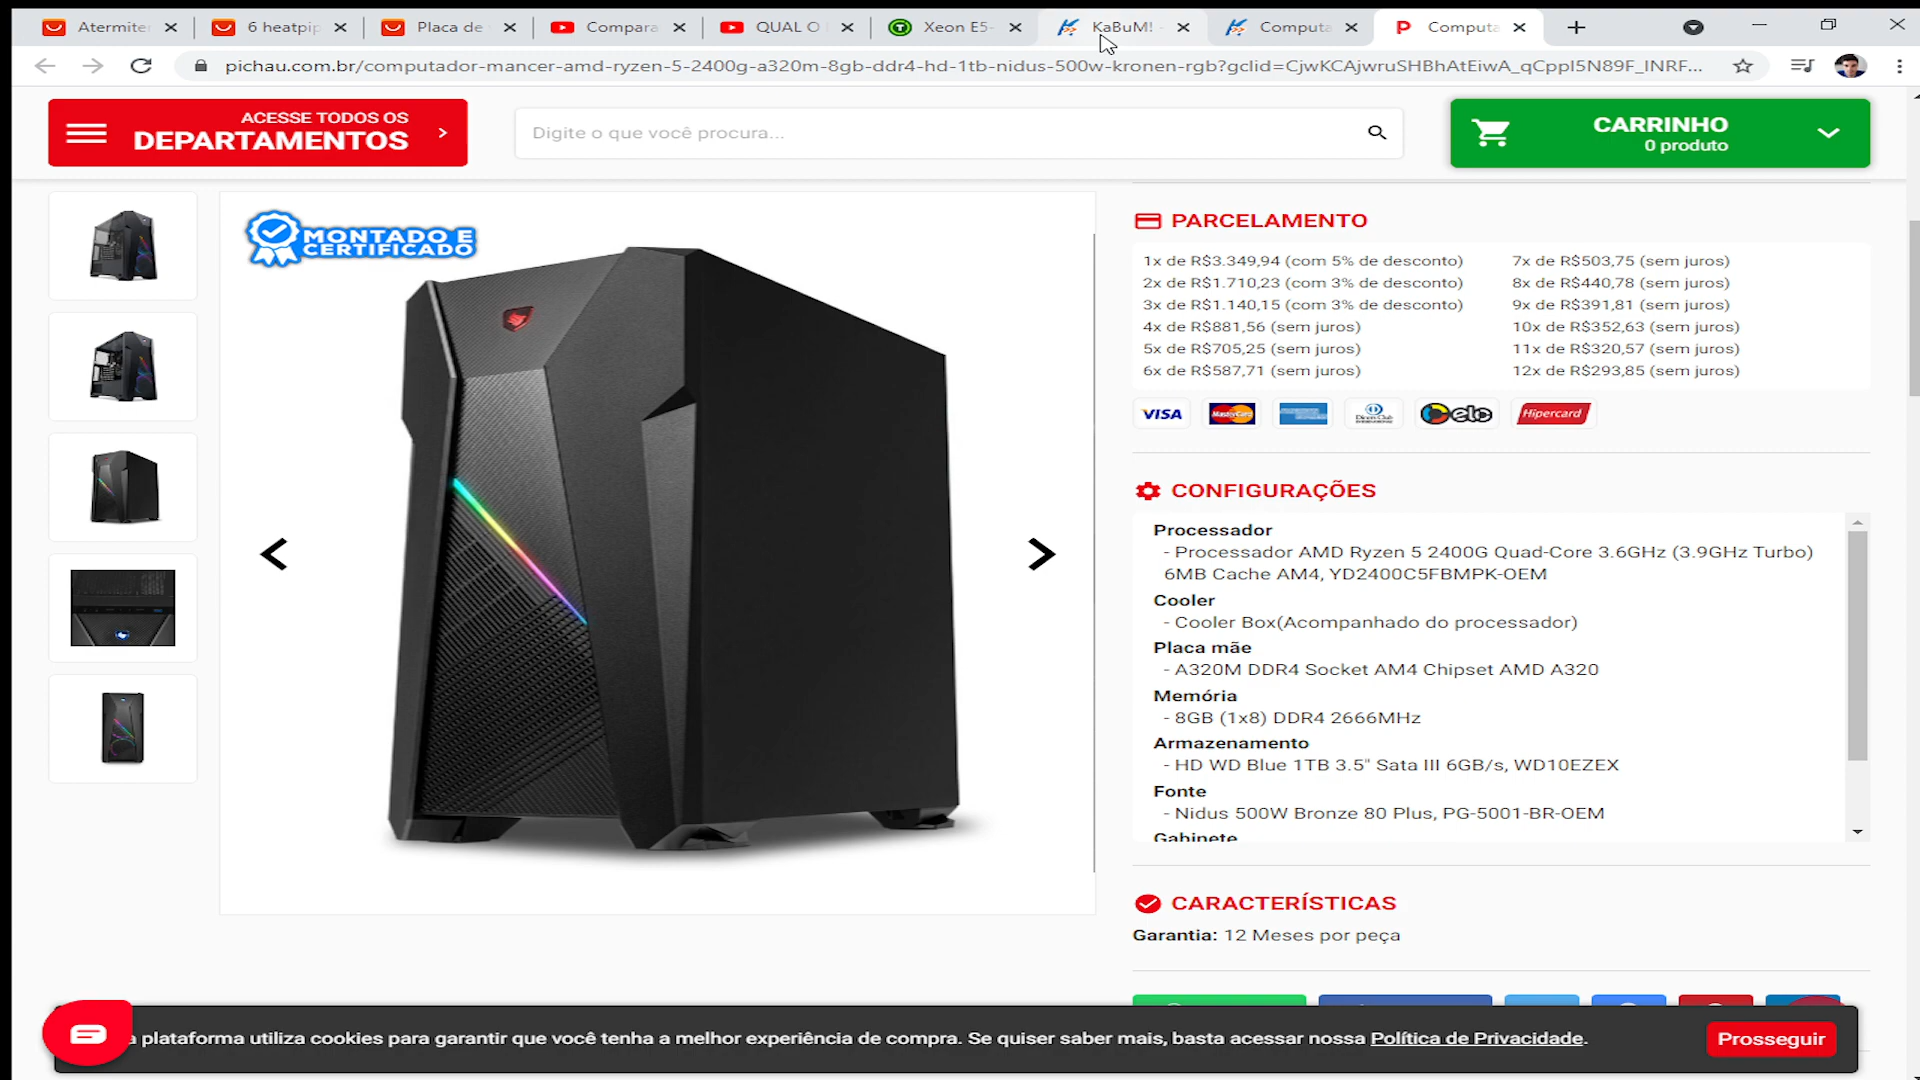 Atermiter
6 heatpip
Placa de
Compara
QUAL O
Xeon E5-
KaBuM! -
Computa
Computa
pichau.com.br/computador-mancer-amd-ryzen-5-2400g-a320m-8gb-ddr4-hd-1tb-nidus-500w-kronen-rgb?gclid=CjwKCAjwruSHBhAtEiwA_qCppI5N89F_INRF...
ACESSE TODOS OS
DEPARTAMENTOS
Digite o que você procura...
CARRINHO
0 produto
MONTADO E
CERTIFICADO
PARCELAMENTO
1x de R$3.349,94 (com 5% de desconto)
2x de R$1.710,23 (com 3% de desconto)
3x de R$1.140,15 (com 3% de desconto)
4x de R$881,56 (sem juros)
5x de R$705,25 (sem juros)
6x de R$587,71 (sem juros)
7x de R$503,75 (sem juros)
8x de R$440,78 (sem juros)
9x de R$391,81 (sem juros)
10x de R$352,63 (sem juros)
11x de R$320,57 (sem juros)
12x de R$293,85 (sem juros)
VISA
MasterCard
Diners Club
elo
Hipercard
CONFIGURAÇÕES
Processador
- Processador AMD Ryzen 5 2400G Quad-Core 3.6GHz (3.9GHz Turbo)
6MB Cache AM4, YD2400C5FBMPK-OEM
Cooler
- Cooler Box(Acompanhado do processador)
Placa mãe
- A320M DDR4 Socket AM4 Chipset AMD A320
Memória
- 8GB (1x8) DDR4 2666MHz
Armazenamento
- HD WD Blue 1TB 3.5" Sata III 6GB/s, WD10EZEX
Fonte
- Nidus 500W Bronze 80 Plus, PG-5001-BR-OEM
Gabinete
CARACTERÍSTICAS
Garantia: 12 Meses por peça
a plataforma utiliza cookies para garantir que você tenha a melhor experiência de compra. Se quiser saber mais, basta acessar nossa Política de Privacidade.
Prosseguir